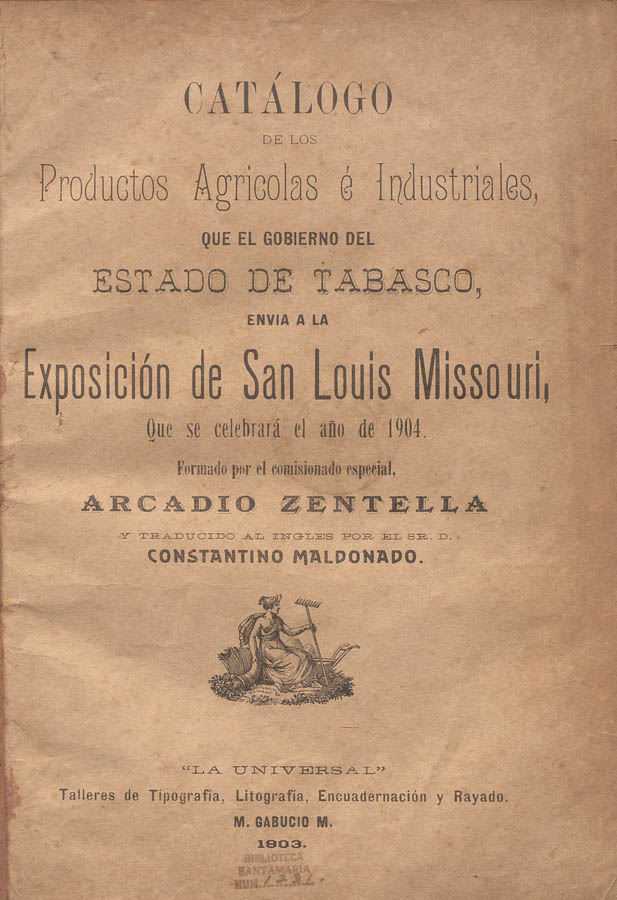 CATÁLOGO
DE LOS
Productos Agricolas é Industriales,
QUE EL GOBIERNO DEL
ESTADO DE TABASCO,
ENVIA A LA
Exposición de San Louis Missouri,
Que se celebrará el año de 1904.
Formado por el comisionado especial,
ARCADIO ZENTELLA
Y TRADUCIDO AL INGLES POR EL SR. D.
CONSTANTINO MALDONADO.
"LA UNIVERSAL"
Talleres de Tipografía, Litografía, Encuadernación y Rayado.
M. GABUCIO M.
1903.
BIBLIOTECA
SANTAMARIA
NUM.